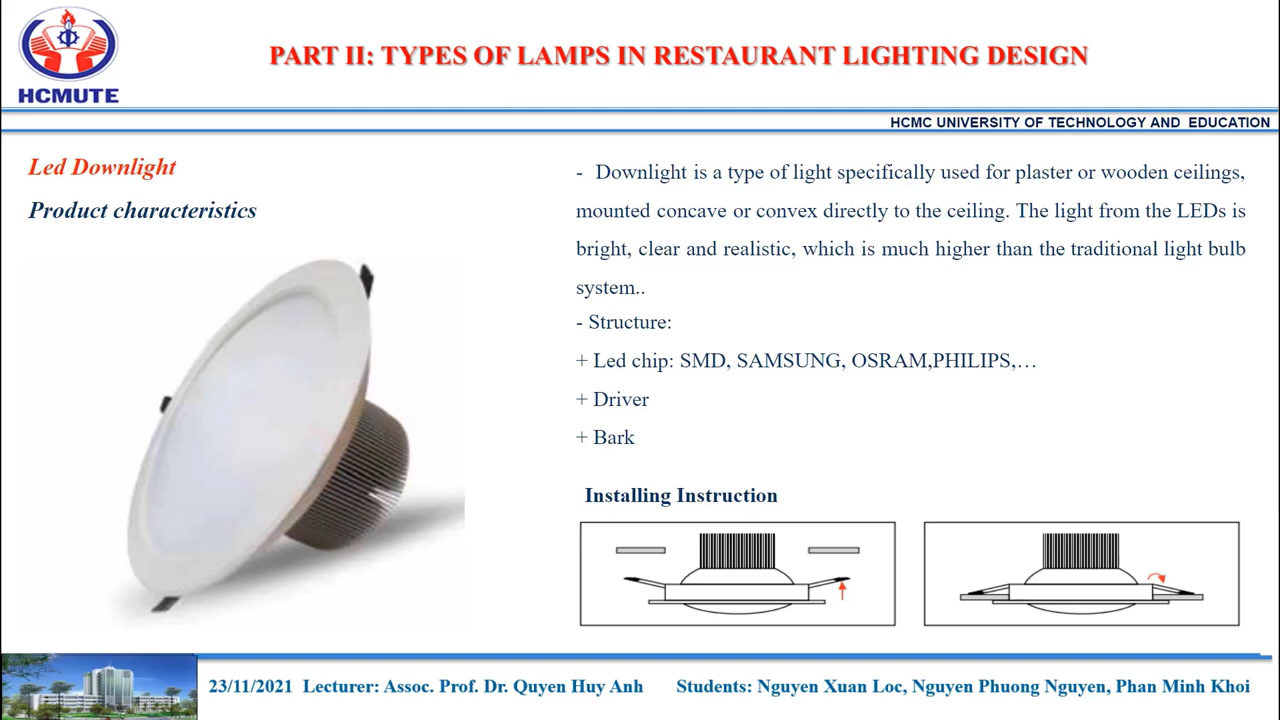 HCMUTE
PART II: TYPES OF LAMPS IN RESTAURANT LIGHTING DESIGN
HCMC UNIVERSITY OF TECHNOLOGY AND EDUCATION
Led Downlight
Product characteristics
- Downlight is a type of light specifically used for plaster or wooden ceilings,
mounted concave or convex directly to the ceiling. The light from the LEDs is
bright, clear and realistic, which is much higher than the traditional light bulb
system..
- Structure:
+ Led chip: SMD, SAMSUNG, OSRAM,PHILIPS,…
+ Driver
+ Bark
Installing Instruction
23/11/2021 Lecturer: Assoc. Prof. Dr. Quyen Huy Anh Students: Nguyen Xuan Loc, Nguyen Phuong Nguyen, Phan Minh Khoi